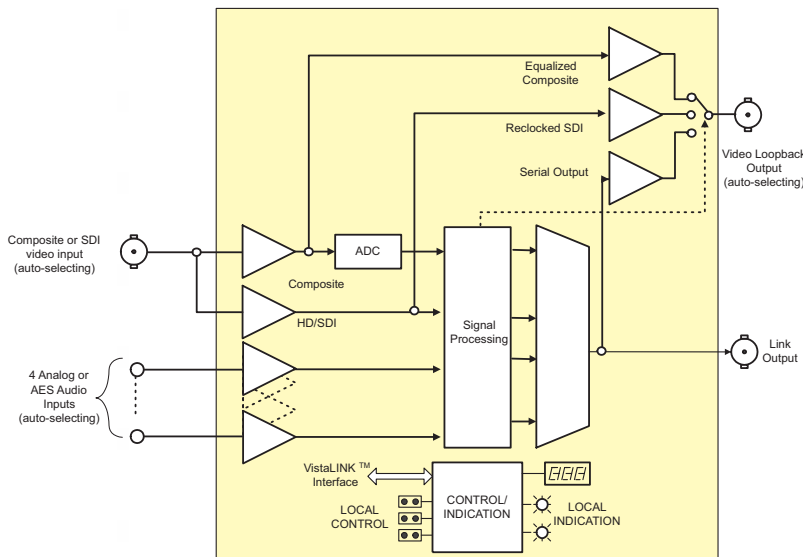 Equalized
Composite
Reclocked SDI
Video Loopback
Output
(auto-selecting)
Serial Output
Composite or SDI
video input
(auto-selecting)
ADC
Composite
HD/SDI
Signal
Processing
Link
Output
4 Analog or
AES Audio
Inputs
(auto-selecting)
VistaLINK TM
Interface
LOCAL
CONTROL
CONTROL/
INDICATION
LOCAL
INDICATION